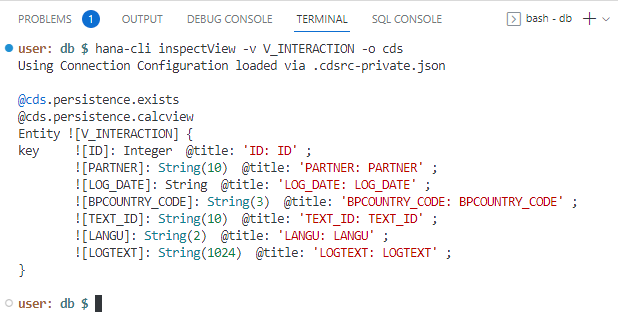 PROBLEMS 1 OUTPUT DEBUG CONSOLE TERMINAL SQL CONSOLE bash - db
user: db $ hana-cli inspectView -v V_INTERACTION -o cds
Using Connection Configuration loaded via .cdsrc-private.json
@cds.persistence.exists
@cds.persistence.calcview
Entity ![V_INTERACTION] {
key ![ID]: Integer @title: 'ID: ID' ;
![PARTNER]: String(10) @title: 'PARTNER: PARTNER' ;
![LOG_DATE]: String @title: 'LOG_DATE: LOG_DATE' ;
![BPCOUNTRY_CODE]: String(3) @title: 'BPCOUNTRY_CODE: BPCOUNTRY_CODE' ;
![TEXT_ID]: String(10) @title: 'TEXT_ID: TEXT_ID' ;
![LANGU]: String(2) @title: 'LANGU: LANGU' ;
![LOGTEXT]: String(1024) @title: 'LOGTEXT: LOGTEXT' ;
}
user: db $